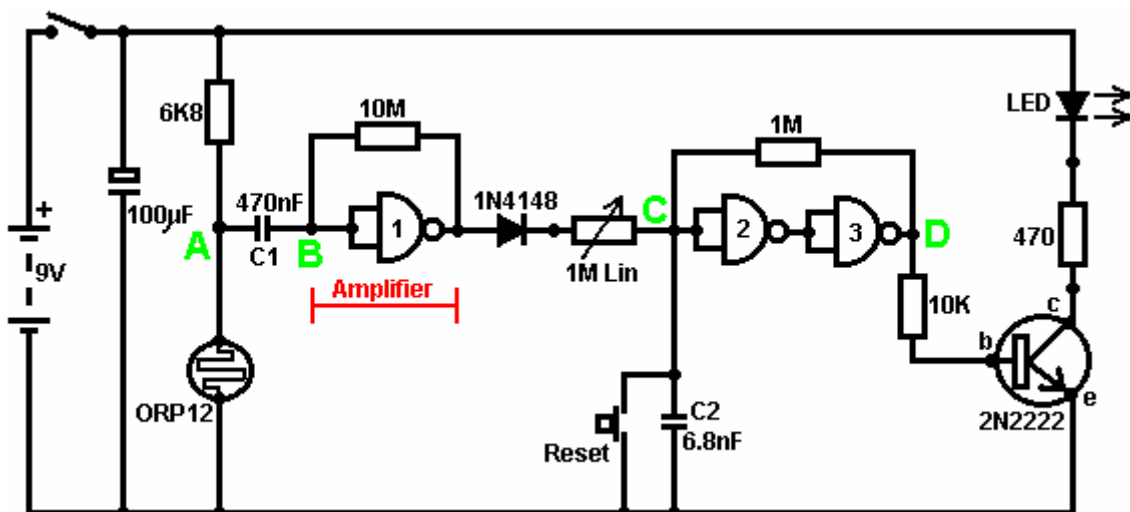 6K8
10M
LED
1M
+
100µF
470nF
1N4148
C
A
C1
B
1
2
3
D
470
9V
1M Lin
Amplifier
10K
c
b
ORP12
C2
e
Reset
6.8nF
2N2222